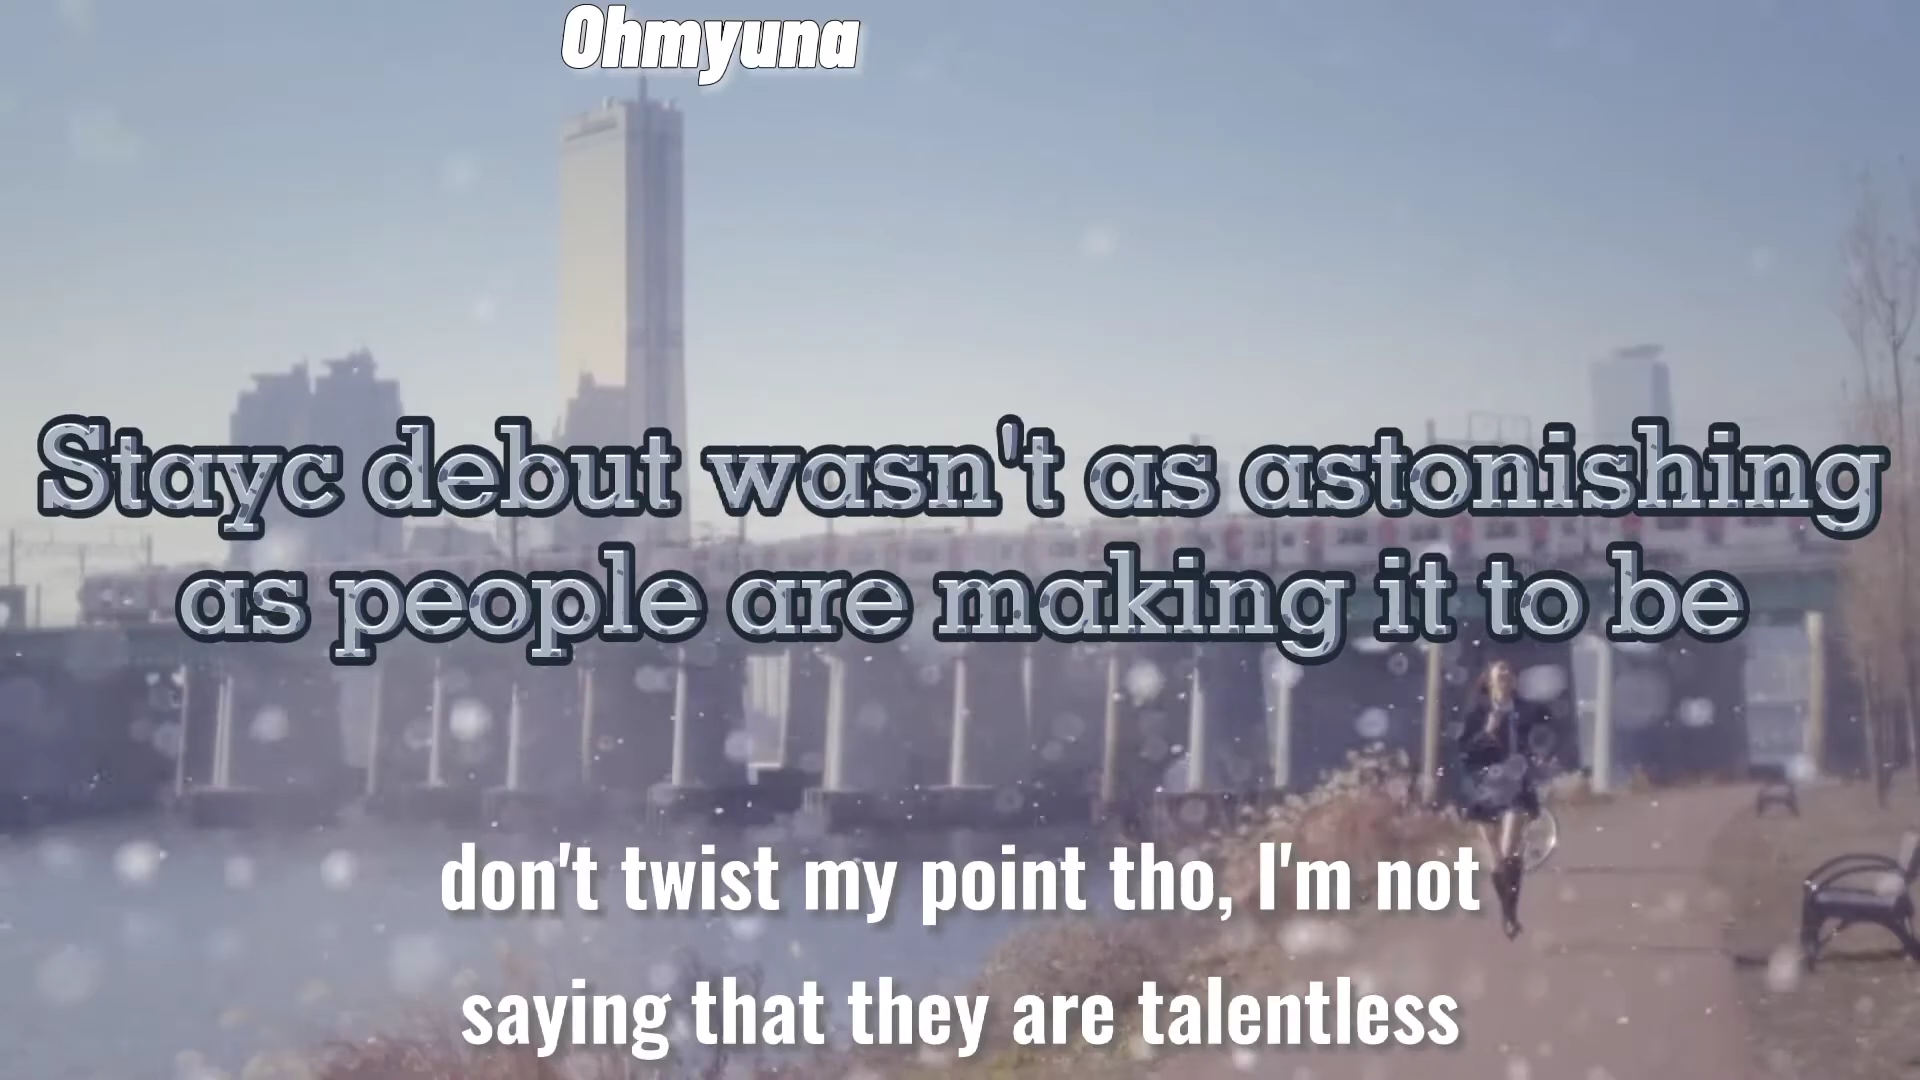 Ohmyuna
Stayc debut wasn't as astonishing
as people are making it to be
don't twist my point tho, I'm not
saying that they are talentless